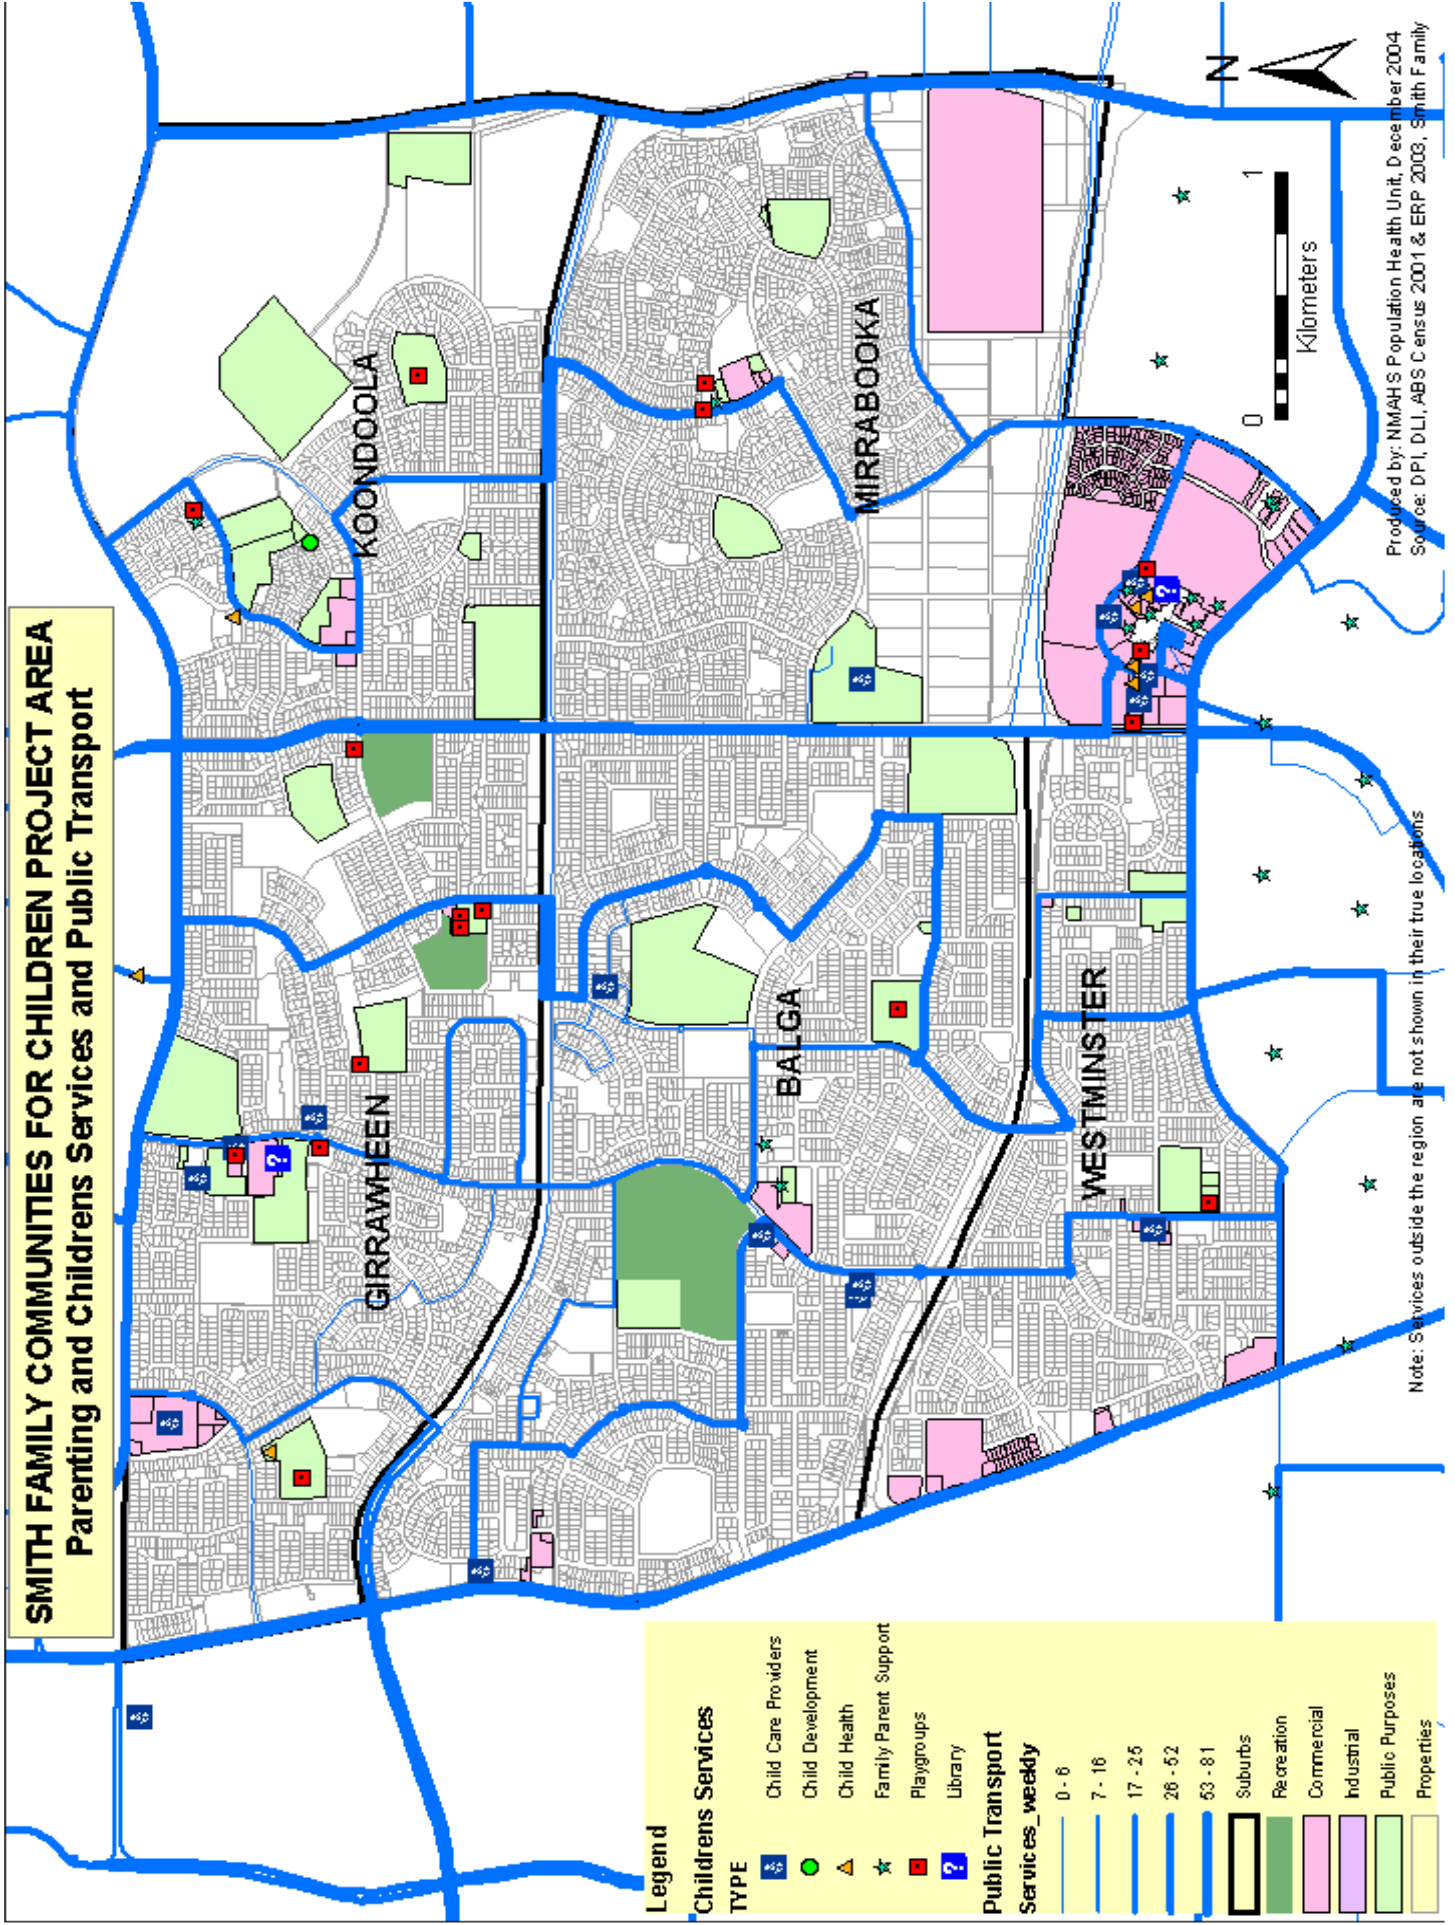 SMITH FAMILY COMMUNITIES FOR CHILDREN PROJECT AREA
Parenting and Childrens Services and Public Transport
KOONDOOLA
GIRRAWHEEN
MIRRABOOKA
BALGA
WESTMINSTER
Legend
Childrens Services
TYPE
Child Care Providers
Child Development
Child Health
Family Parent Support
Playgroups
? Library
Public Transport
Services_weekly
0 - 6
7 - 16
17 - 25
26 - 52
53 - 81
Suburbs
Recreation
Commercial
Industrial
Public Purposes
Properties
?
?
N
0 1
Kilometers
Note: Services outside the region are not shown in their true locations
Produced by: NMAHS Population Health Unit, December 2004
Source: DPI, DLI, ABS Census 2001 & ERP 2003, Smith Family